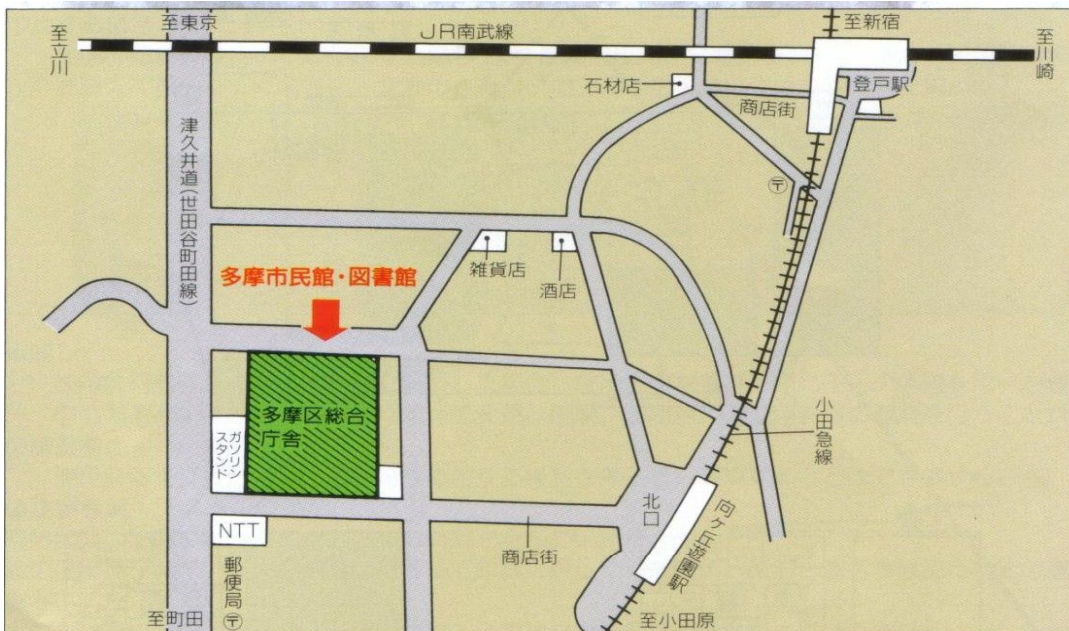 至東京
JR南武線
至新宿
至立川
至川崎
石材店
商店街
登戸駅
津久井道(世田谷町田線)
〒
雑貨店
酒店
多摩市民館・図書館
多摩区総合
庁舎
ガソリン
スタンド
小田急線
北口
向ヶ丘遊園駅
NTT
商店街
郵便局〒
至町田
至小田原